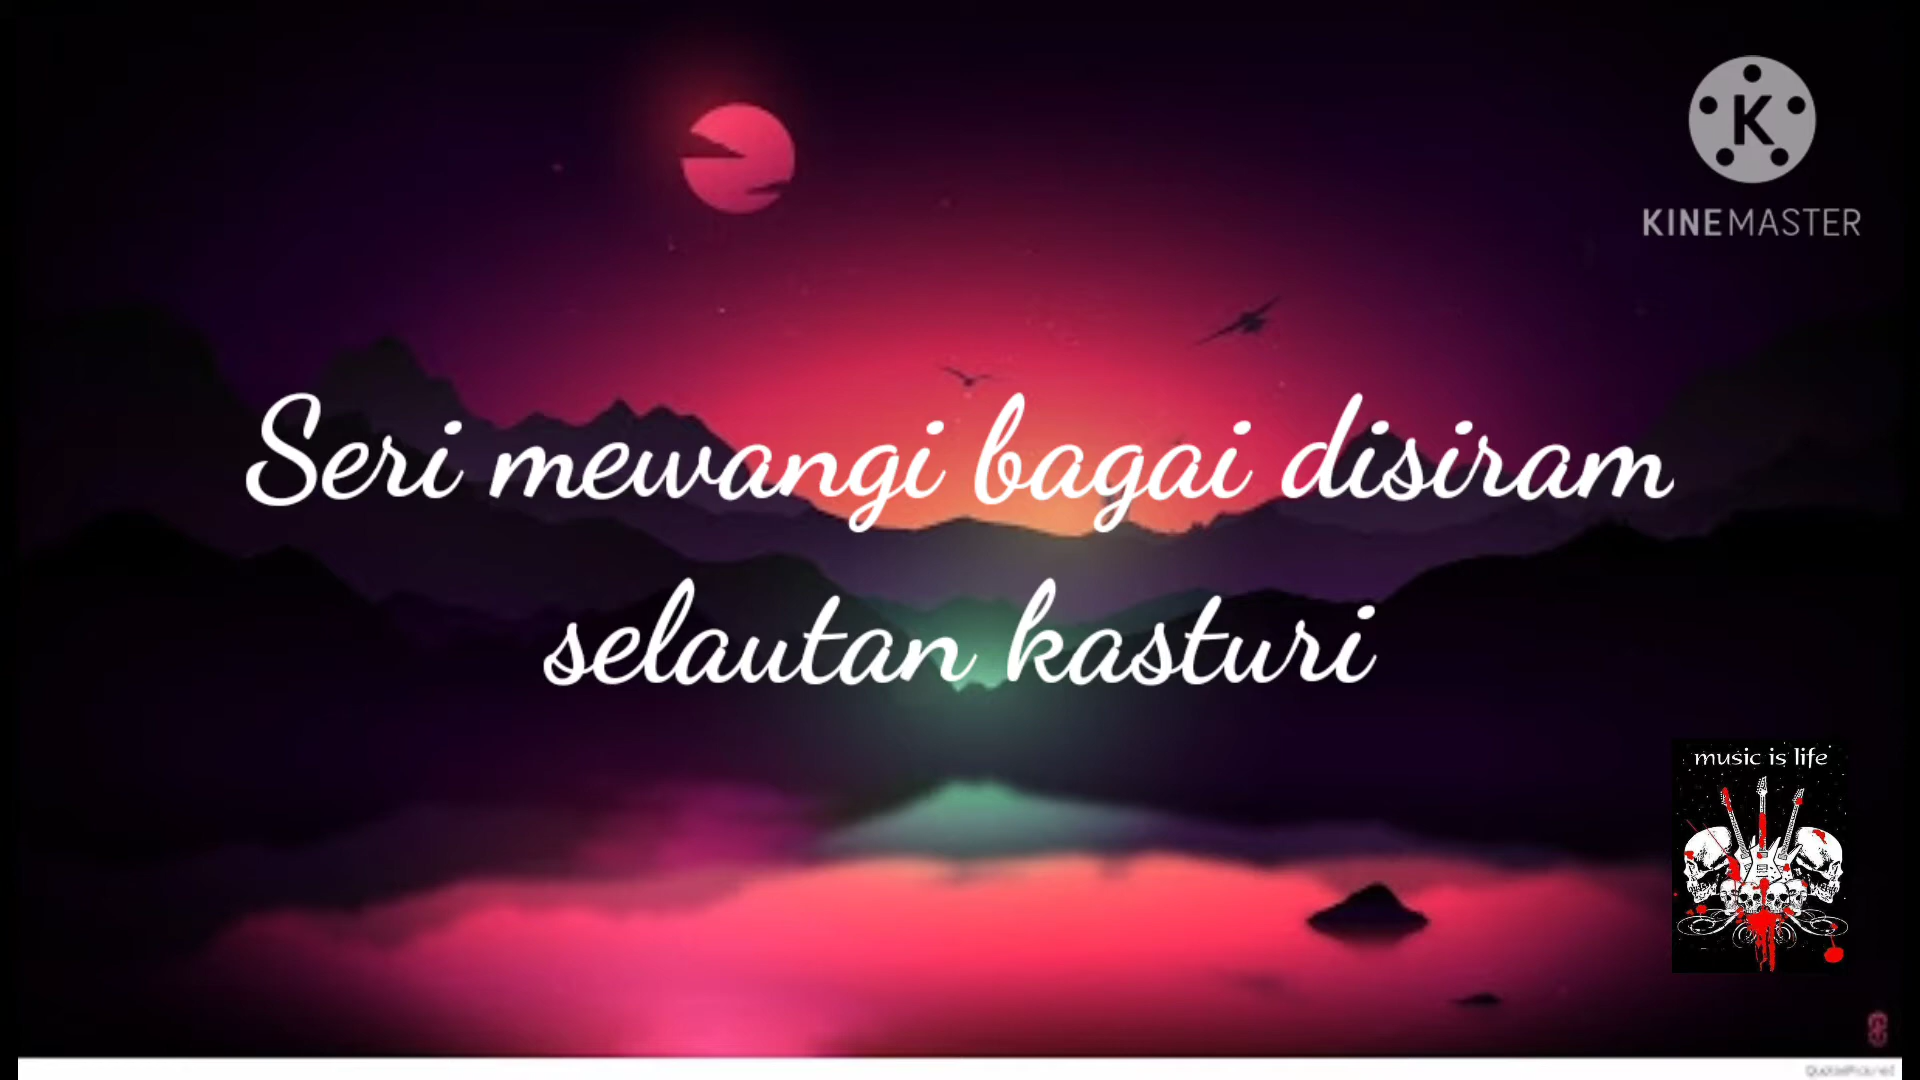 K
KINEMASTER
Seri mewangi bagai disiram
selautan kasturi
music is life